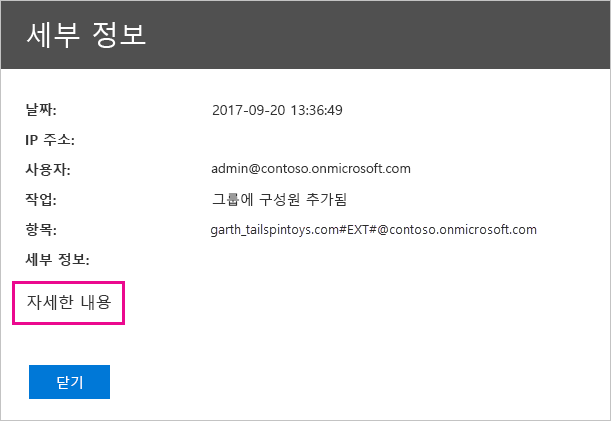 세부 정보
날짜: 2017-09-20 13:36:49
IP 주소:
사용자: admin@contoso.onmicrosoft.com
작업: 그룹에 구성원 추가됨
항목: garth_tailspintoys.com#EXT#@contoso.onmicrosoft.com
세부 정보:
자세한 내용
닫기